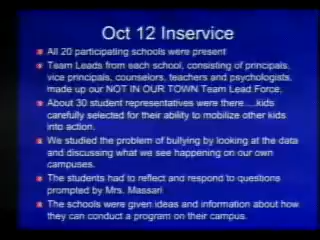 Oct 12 Inservice
All 20 participating schools were present
Team Leads from each school, consisting of principals,
vice principals, counselors, teachers and psychologists,
made up our NOT IN OUR TOWN Team Lead Force.
About 30 student representatives were there....kids
carefully selected for their ability to mobilize other kids
into action.
We studied the problem of bullying by looking at the data
and discussing what we see happening on our own
campuses.
The students had to reflect and respond to questions
prompted by Mrs. Massari
The schools were given ideas and information about how
they can conduct a program on their campus.